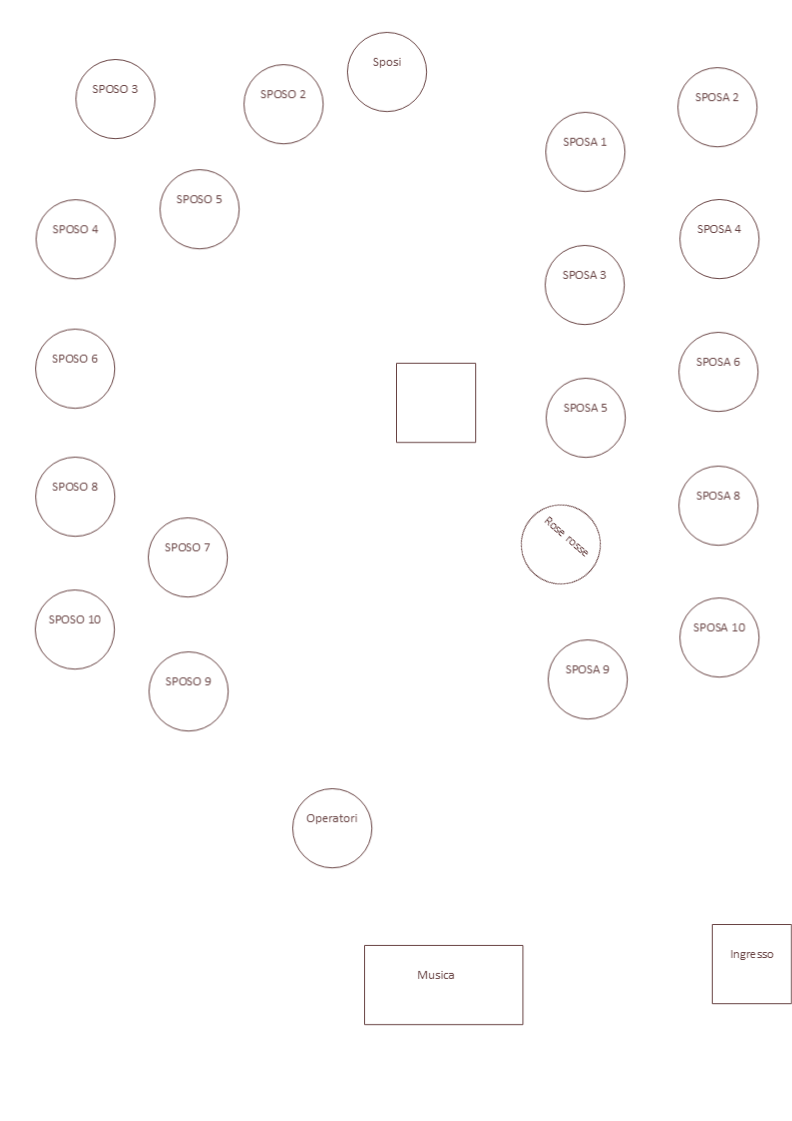 Sposi
SPOSO 3
SPOSO 2
SPOSA 2
SPOSA 1
SPOSO 5
SPOSO 4
SPOSA 4
SPOSA 3
SPOSO 6
SPOSA 6
SPOSA 5
SPOSO 8
SPOSA 8
Rose rosse
SPOSO 7
SPOSO 10
SPOSA 10
SPOSA 9
SPOSO 9
Operatori
Ingresso
Musica